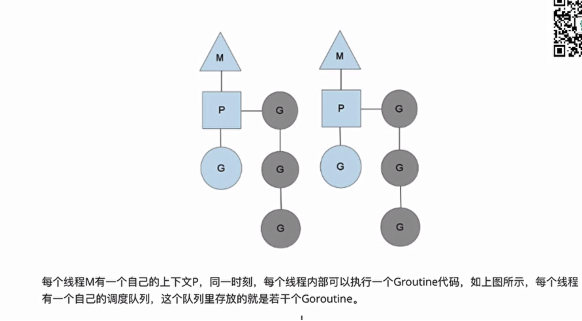 M M
P G P G
G G G G
G G
每个线程M有一个自己的上下文P，同一时刻，每个线程内部可以执行一个Groutine代码，如上图所示，每个线程
有一个自己的调度队列，这个队列里存放的就是若干个Goroutine。